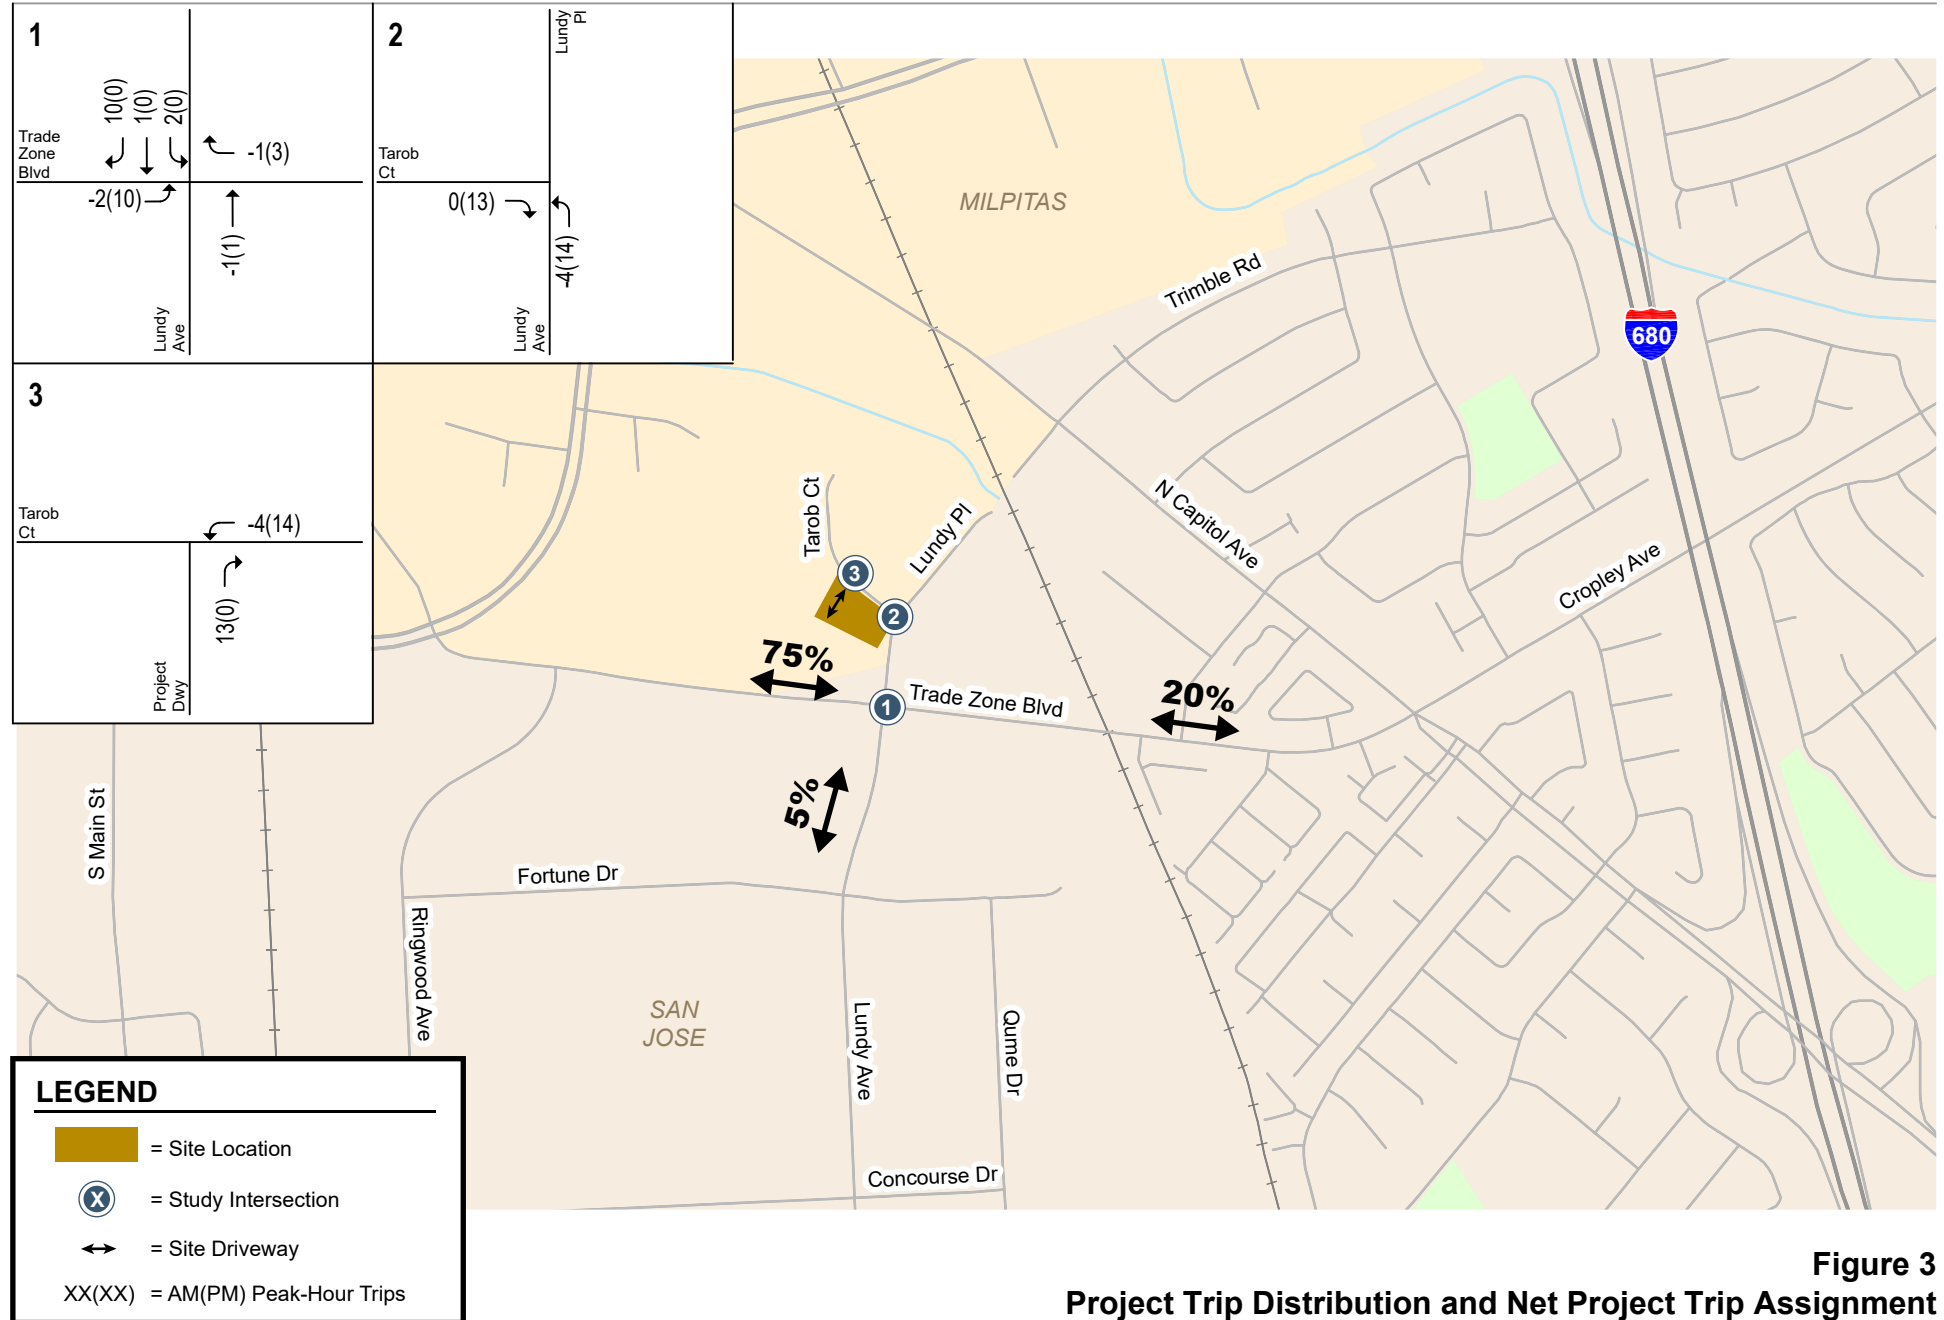 1
10(0)
1(0)
2(0)
-1(3)
Trade
Zone
Blvd
-2(10)
-1(1)
Lundy
Ave
2
Lundy
Pl
Tarob
Ct
0(13)
-4(14)
Lundy
Ave
3
Tarob
Ct
-4(14)
13(0)
Project
Dwy
MILPITAS
Trimble Rd
680
Tarob Ct
Lundy Pl
N Capitol Ave
Cropley Ave
3
2
75%
1
Trade Zone Blvd
20%
5%
S Main St
Fortune Dr
Ringwood Ave
SAN
JOSE
Lundy Ave
Qume Dr
Concourse Dr
LEGEND
= Site Location
X = Study Intersection
= Site Driveway
XX(XX) = AM(PM) Peak-Hour Trips
Figure 3
Project Trip Distribution and Net Project Trip Assignment